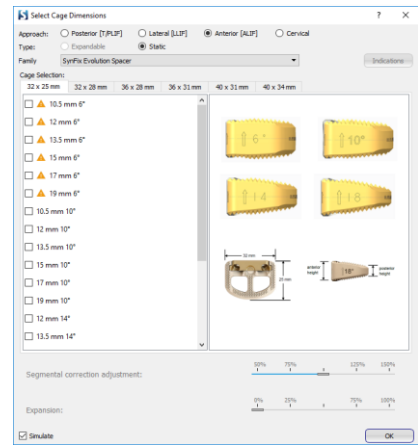 Select Cage Dimensions ? ×
Approach: Posterior [T/PLIF] Lateral [LLIF] Anterior [ALIF] Cervical
Type: Expandable Static
Family SynFix Evolution Spacer Indications
Cage Selection:
32 x 25 mm 32 x 28 mm 36 x 28 mm 36 x 31 mm 40 x 31 mm 40 x 34 mm
10.5 mm 6°
12 mm 6°
13.5 mm 6°
15 mm 6°
17 mm 6°
19 mm 6°
10.5 mm 10°
12 mm 10°
13.5 mm 10°
15 mm 10°
17 mm 10°
19 mm 10°
12 mm 14°
13.5 mm 14°
6°
10°
14
18
32 mm
25 mm
anterior height
18°
posterior height
Segmental correction adjustment:
50% 75% 120% 150%
Expansion:
0% 25% 75% 100%
Simulate
OK